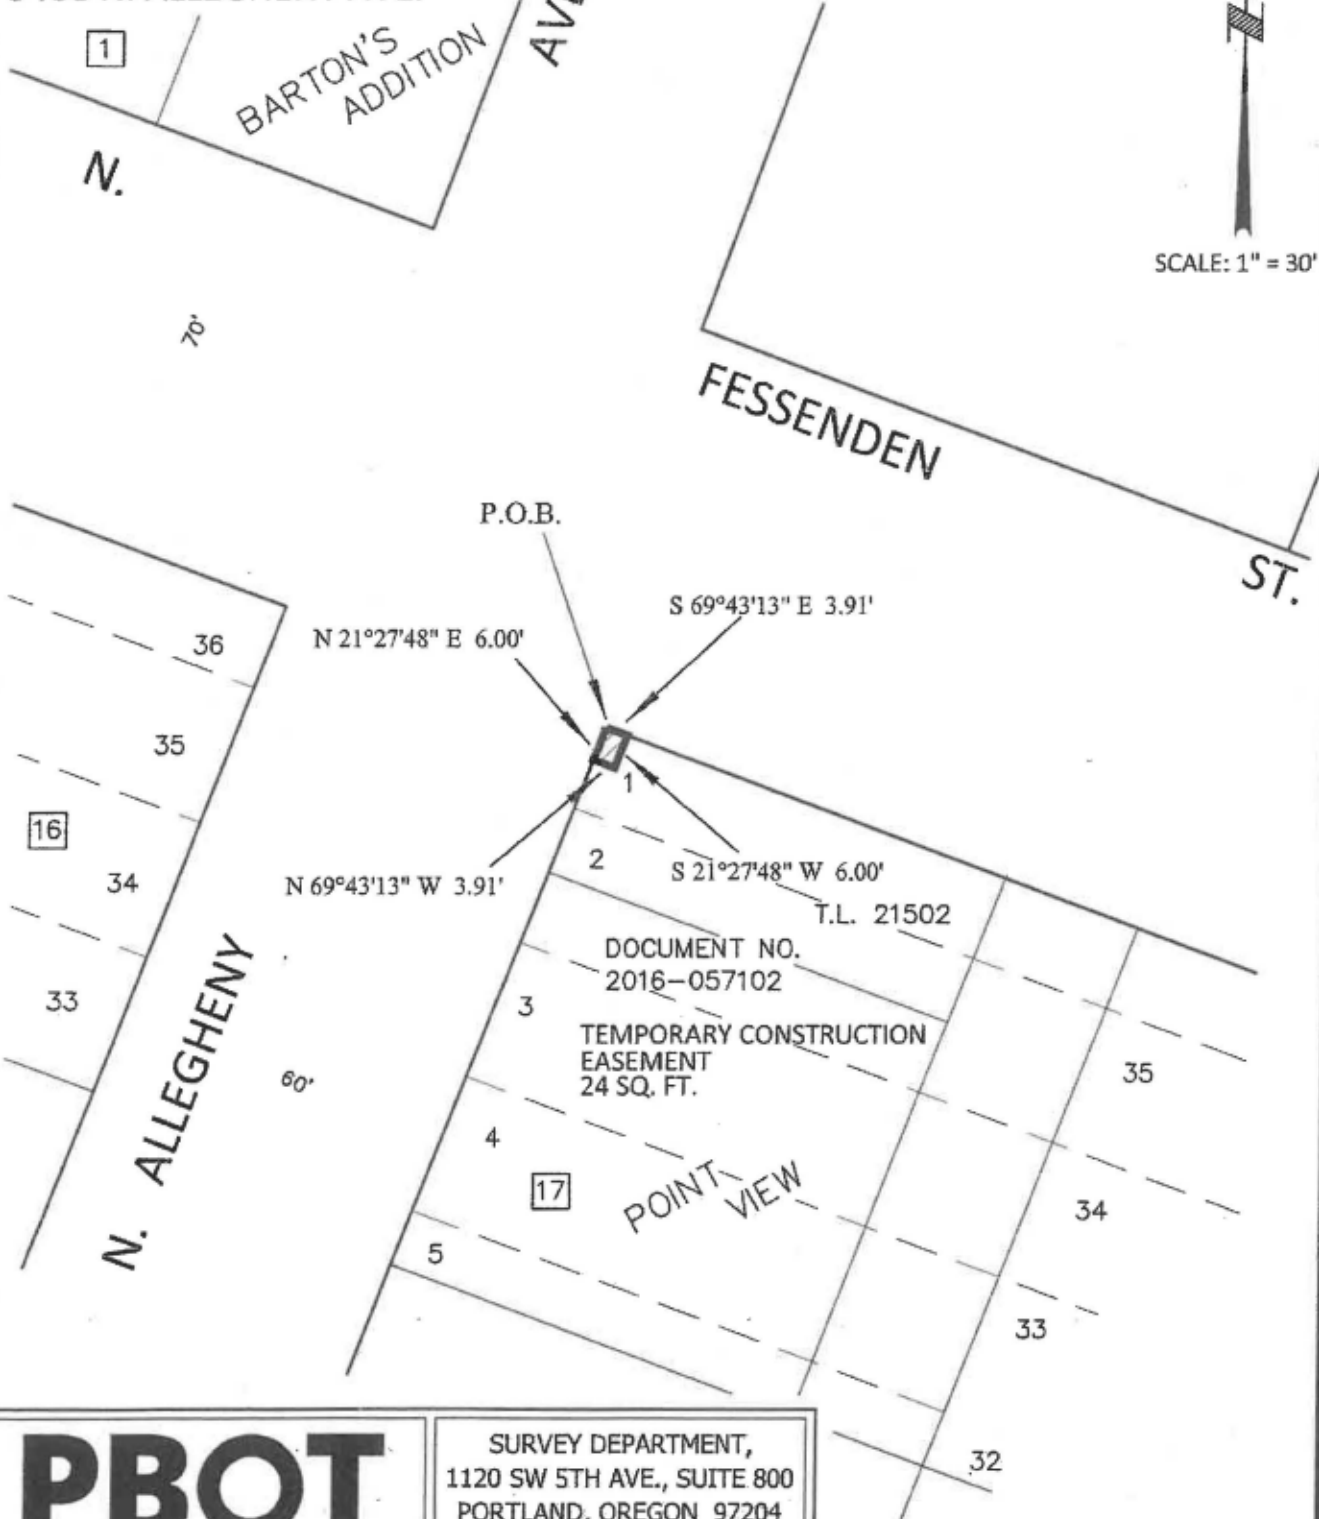 1
BARTON'S
ADDITION
AVE
N.
SCALE: 1" = 30'
70'
FESSENDEN
ST.
P.O.B.
S 69°43'13" E 3.91'
N 21°27'48" E 6.00'
36
35
16
34
33
1
2
N 69°43'13" W 3.91'
S 21°27'48" W 6.00'
T.L. 21502
DOCUMENT NO.
2016-057102
3
TEMPORARY CONSTRUCTION
EASEMENT
24 SQ. FT.
N. ALLEGHENY
60'
35
4
17
POINT
VIEW
34
5
33
32
PBOT
SURVEY DEPARTMENT,
1120 SW 5TH AVE., SUITE 800
PORTLAND, OREGON 97204